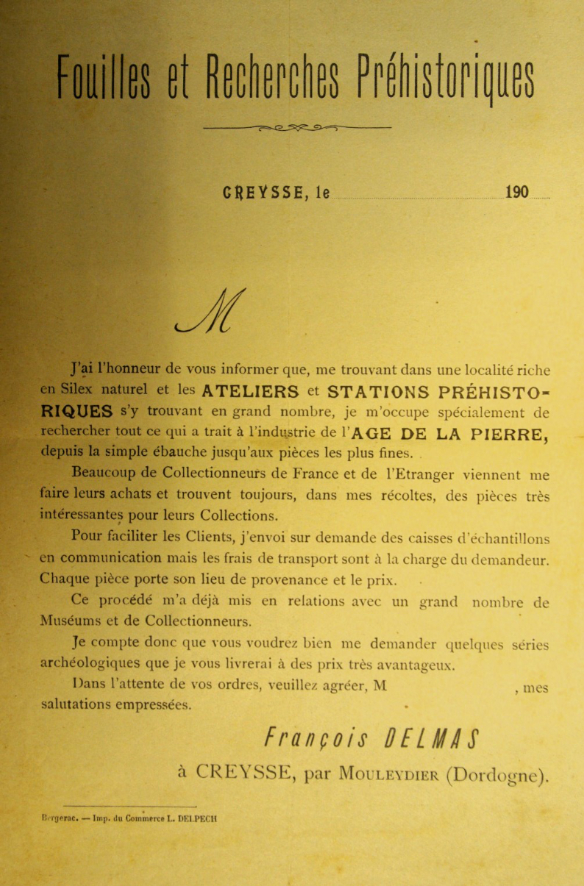 Fouilles et Recherches Préhistoriques
CREYSSE, le 190
M
J'ai l'honneur de vous informer que, me trouvant dans une localité riche
en Silex naturel et les ATELIERS et STATIONS PRÉHISTO-
RIQUES s'y trouvant en grand nombre, je m'occupe spécialement de
rechercher tout ce qui a trait à l'industrie de l'AGE DE LA PIERRE,
depuis la simple ébauche jusqu'aux pièces les plus fines.
Beaucoup de Collectionneurs de France et de l'Etranger viennent me
faire leurs achats et trouvent toujours, dans mes récoltes, des pièces très
intéressantes pour leurs Collections.
Pour faciliter les Clients, j'envoi sur demande des caisses d'échantillons
en communication mais les frais de transport sont à la charge du demandeur.
Chaque pièce porte son lieu de provenance et le prix.
Ce procédé m'a déjà mis en relations avec un grand nombre de
Muséums et de Collectionneurs.
Je compte donc que vous voudrez bien me demander quelques séries
archéologiques que je vous livrerai à des prix très avantageux.
Dans l'attente de vos ordres, veuillez agréer, M , mes
salutations empressées.
François DELMAS
à CREYSSE, par MOULEYDIER (Dordogne).
Bergerac. — Imp. du Commerce L. DELPECH